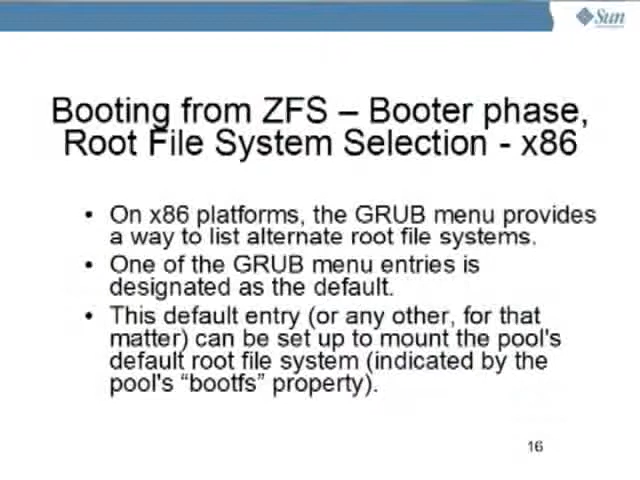 Sun
Booting from ZFS – Booter phase,
Root File System Selection - x86
• On x86 platforms, the GRUB menu provides
a way to list alternate root file systems.
• One of the GRUB menu entries is
designated as the default.
• This default entry (or any other, for that
matter) can be set up to mount the pool's
default root file system (indicated by the
pool's “bootfs” property).
16